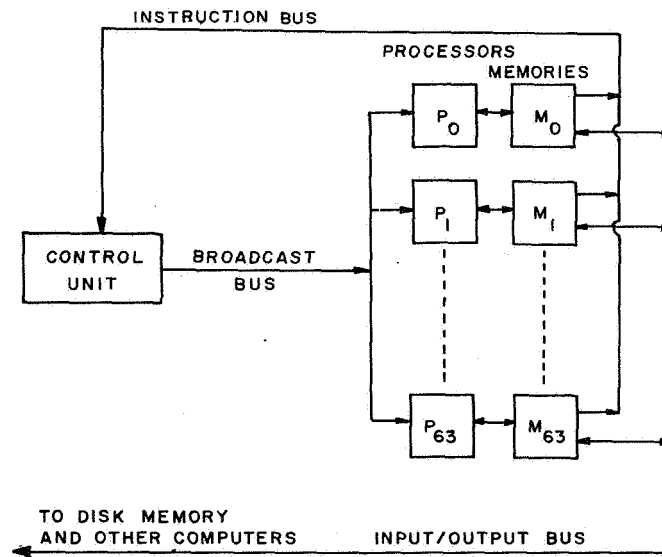 INSTRUCTION BUS
PROCESSORS
MEMORIES
P0
M0
P1
M1
CONTROL
UNIT
BROADCAST
BUS
P63
M63
TO DISK MEMORY
AND OTHER COMPUTERS
INPUT/OUTPUT BUS